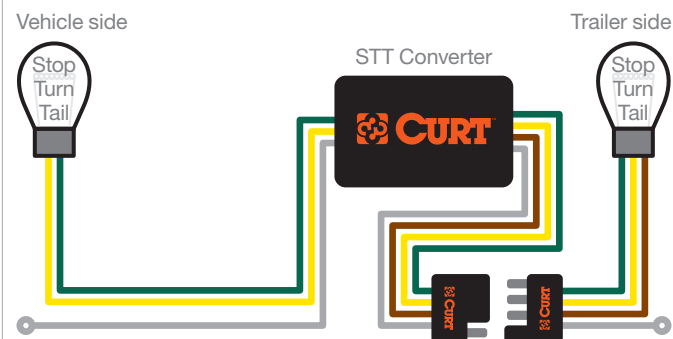 Vehicle side
Trailer side
STT Converter
Stop
Turn
Tail
CURT
Stop
Turn
Tail
CURT
CURT